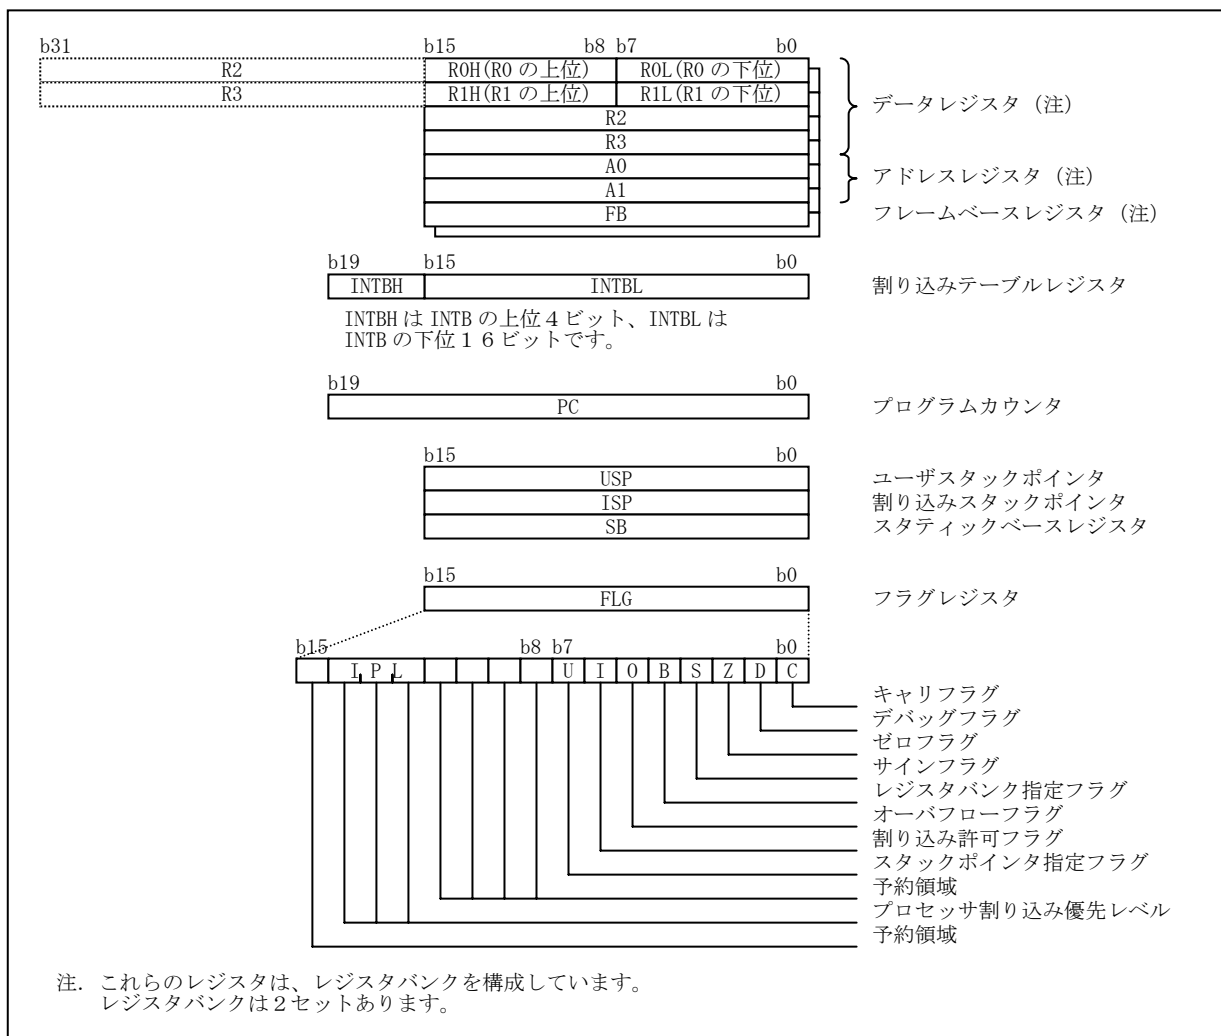 b31 b15 b8 b7 b0
R2 R0H(R0 の上位) R0L(R0 の下位)
R3 R1H(R1 の上位) R1L(R1 の下位)
R2
R3
データレジスタ (注)
A0
A1
アドレスレジスタ (注)
FB フレームベースレジスタ (注)
b19 b15 b0
INTBH INTBL 割り込みテーブルレジスタ
INTBH は INTB の上位4ビット、INTBL は
INTB の下位16ビットです。
b19 b0
PC プログラムカウンタ
b15 b0
USP ユーザスタックポインタ
ISP 割り込みスタックポインタ
SB スタティックベースレジスタ
b15 b0
FLG フラグレジスタ
b15 b8 b7 b0
I P L U I O B S Z D C
キャリフラグ
デバッグフラグ
ゼロフラグ
サインフラグ
レジスタバンク指定フラグ
オーバフローフラグ
割り込み許可フラグ
スタックポインタ指定フラグ
予約領域
プロセッサ割り込み優先レベル
予約領域
注. これらのレジスタは、レジスタバンクを構成しています。
レジスタバンクは2セットあります。